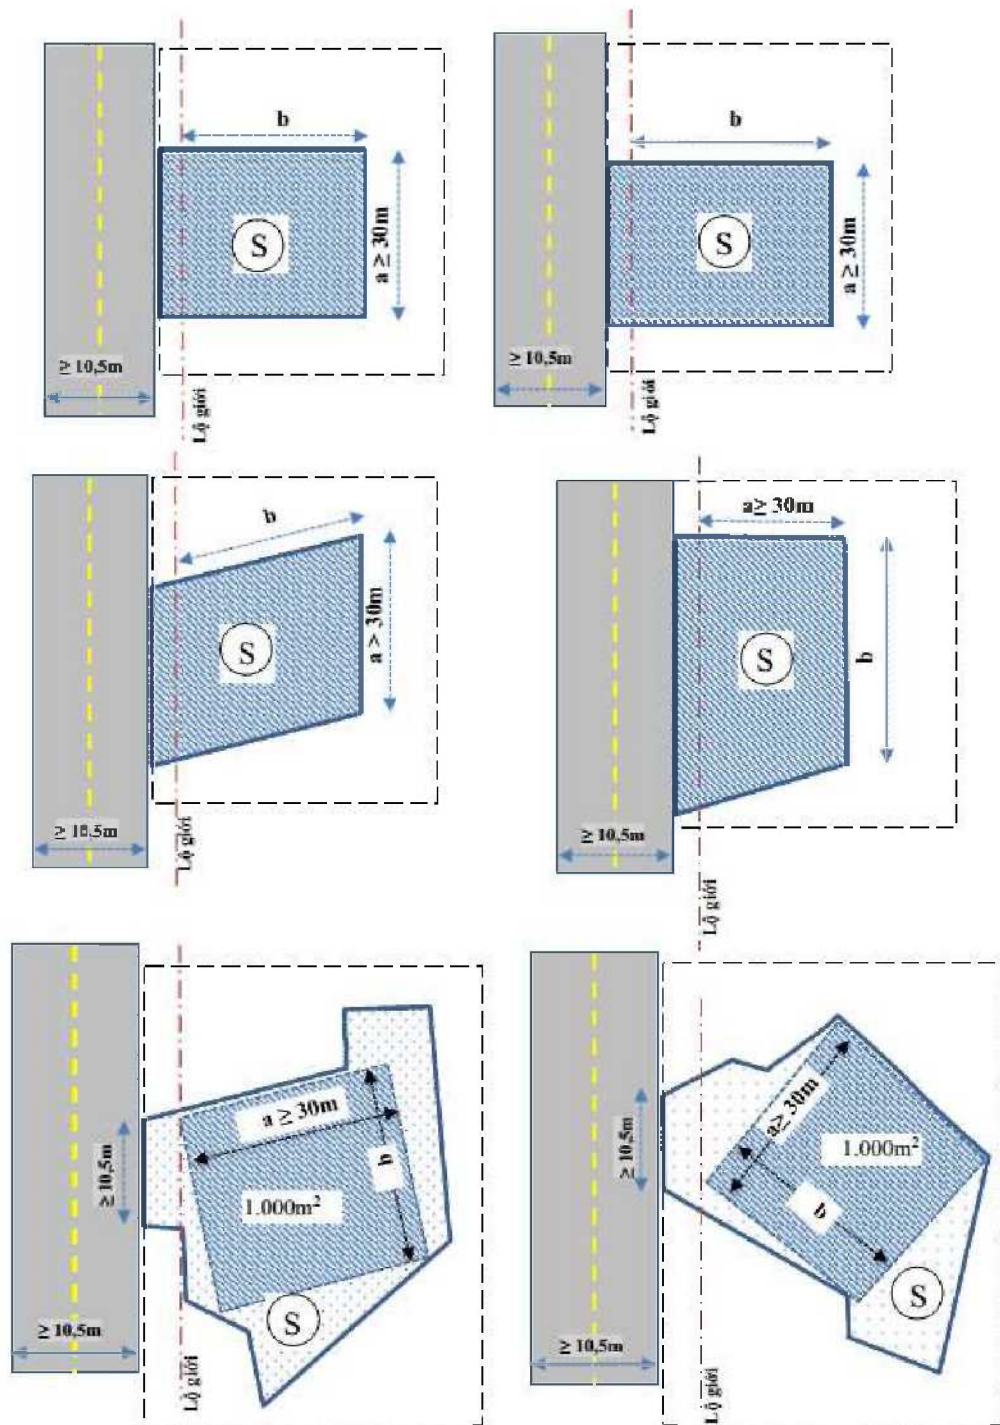 b
S
a ≥ 30m
≥ 10,5m
Lộ giới
b
S
a ≥ 30m
≥ 10,5m
Lộ giới
b
S
a > 30m
≥ 10,5m
Lộ giới
a≥ 30m
S
b
≥ 10,5m
Lộ giới
a ≥ 30m
b
≥ 10,5m
1.000m²
S
≥ 10,5m
Lộ giới
a≥ 30m
1.000m²
≥ 10,5m
b
S
≥ 10,5m
Lộ giới